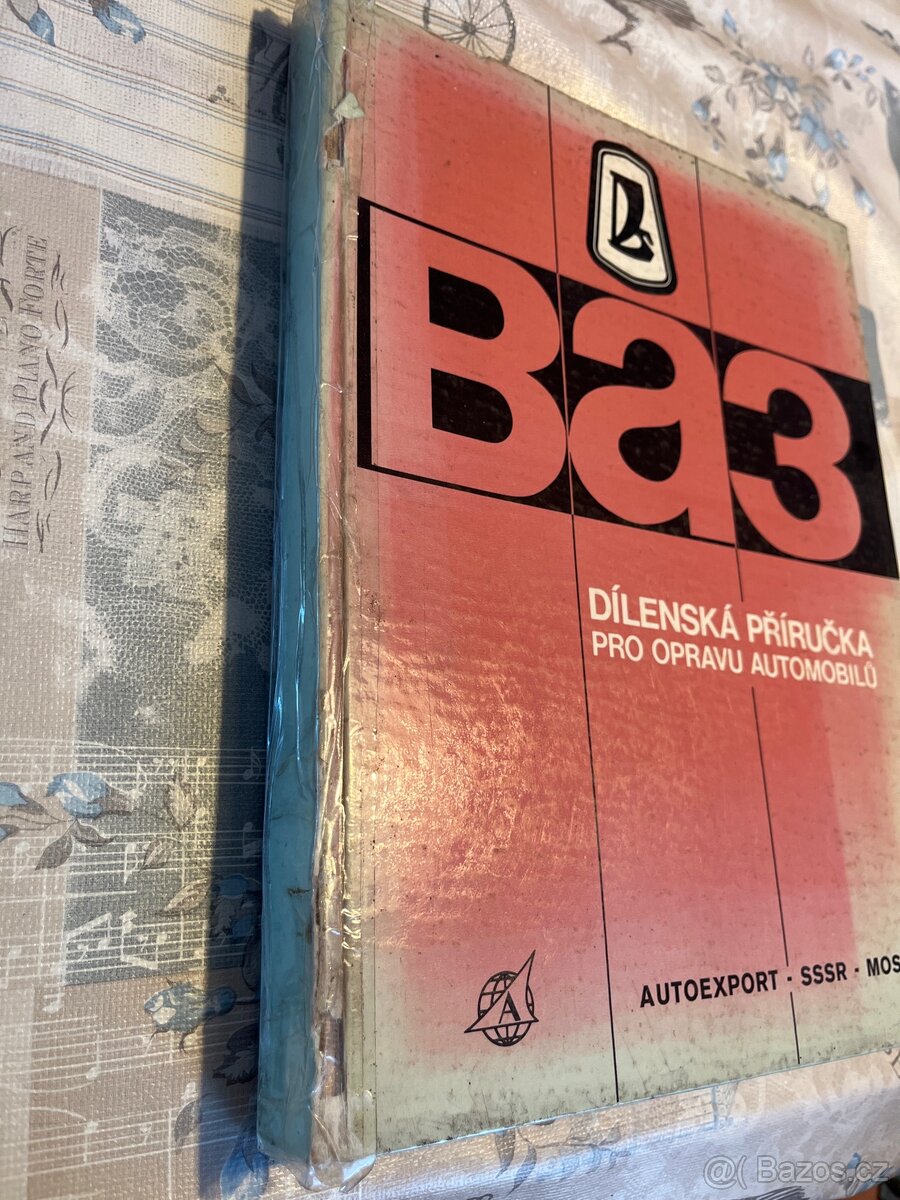 Ваз
DÍLENSKÁ PŘÍRUČKA
PRO OPRAVU AUTOMOBILŮ
A
AUTOEXPORT - SSSR - MOS
HARP AND PIANO FORTE
Bazos.cz